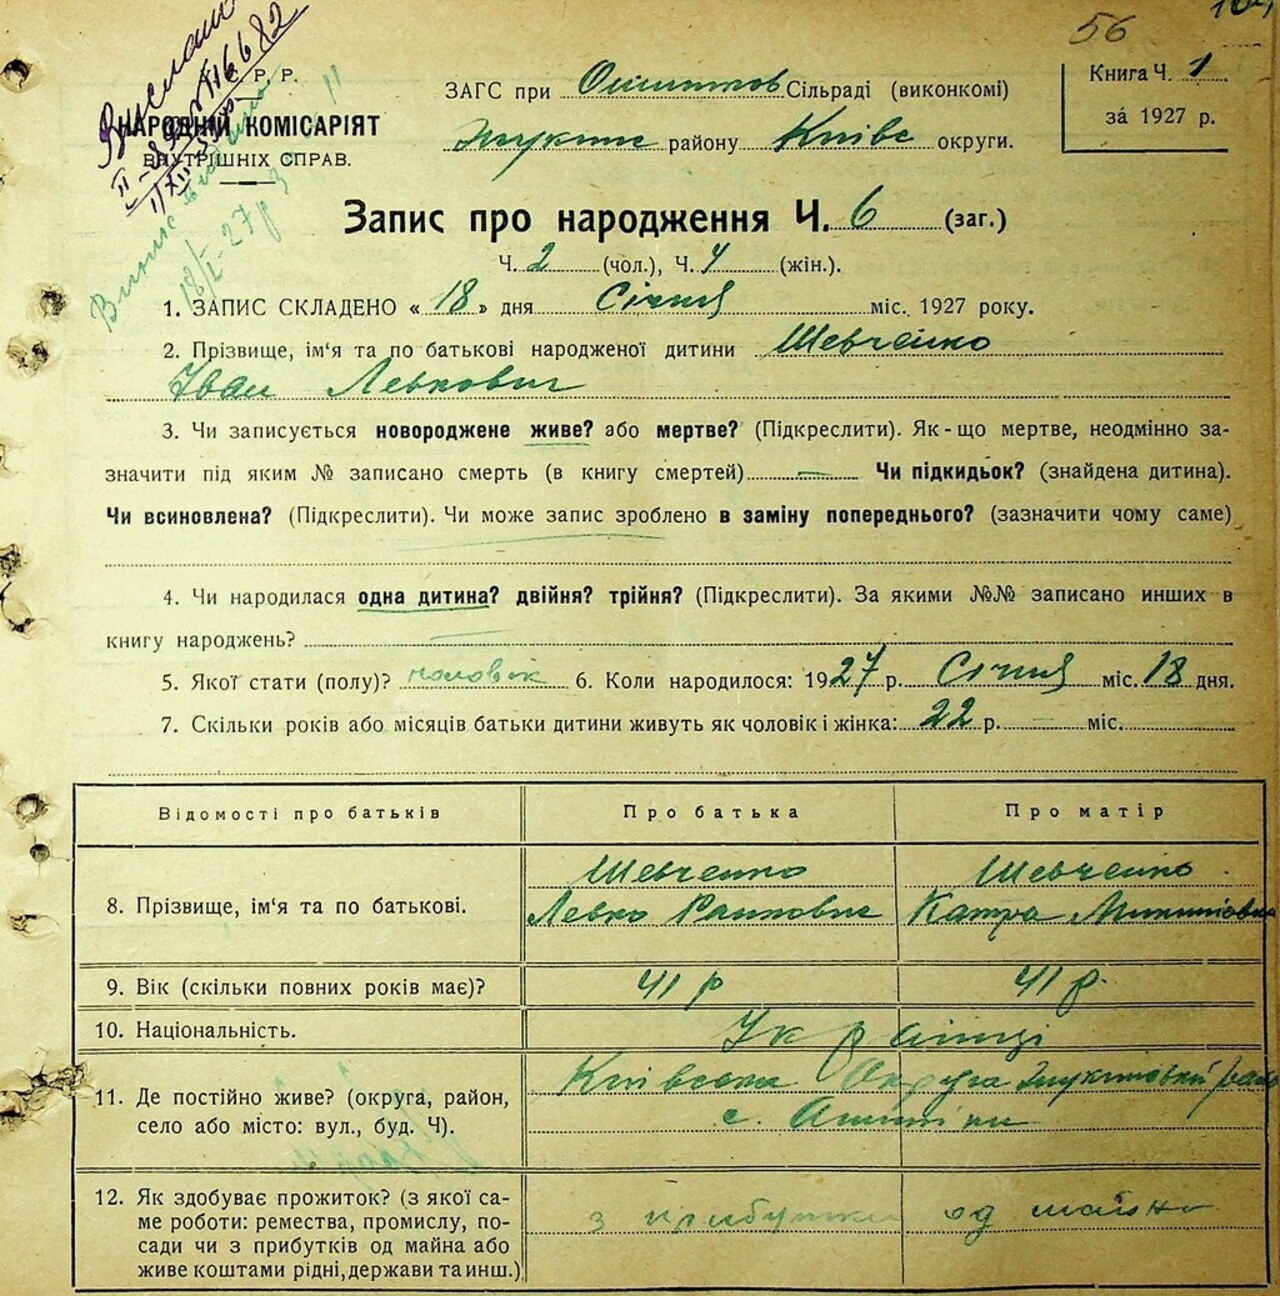 56
Р. Р.
НАРОДНІЙ КОМІСАРІЯТ
ВНУТРІШНІХ СПРАВ.
18/I-27 р
ЗАГС при Сільраді (виконкомі)
району Київс округи.
Книга Ч. 1
за 1927 р.
Запис про народження Ч. 6 (заг.)
Ч. 2 (чол.), Ч. 4 (жін.).
1. ЗАПИС СКЛАДЕНО « 18 » дня Січня міс. 1927 року.
2. Прізвище, ім'я та по батькові народженої дитини Шевченко
Іван Левкович
3. Чи записується новороджене живе? або мертве? (Підкреслити). Як-що мертве, неодмінно за-
значити під яким № записано смерть (в книгу смертей) Чи підкидьок? (знайдена дитина).
Чи всиновлена? (Підкреслити). Чи може запис зроблено в заміну попереднього? (зазначити чому саме)
4. Чи народилася одна дитина? двійня? трійня? (Підкреслити). За якими №№ записано инших в
книгу народжень?
5. Якої стати (полу)? чоловік 6. Коли народилося: 1927 р. Січня міс. 18 дня.
7. Скільки років або місяців батьки дитини живуть як чоловік і жінка: 22 р. — міс.
Відомості про батьків Про батька Про матір
8. Прізвище, ім'я та по батькові. Шевченко Шевченко
Левко Катря
9. Вік (скільки повних років має)? 41 р 41 р.
10. Національність. Українці
11. Де постійно живе? (округа, район, Київська Округа
село або місто: вул., буд. Ч). с.
12. Як здобуває прожиток? (з якої са-
ме роботи: ремества, промислу, по- з прибутків од майна
сади чи з прибутків од майна або
живе коштами рідні, держави та инш.)